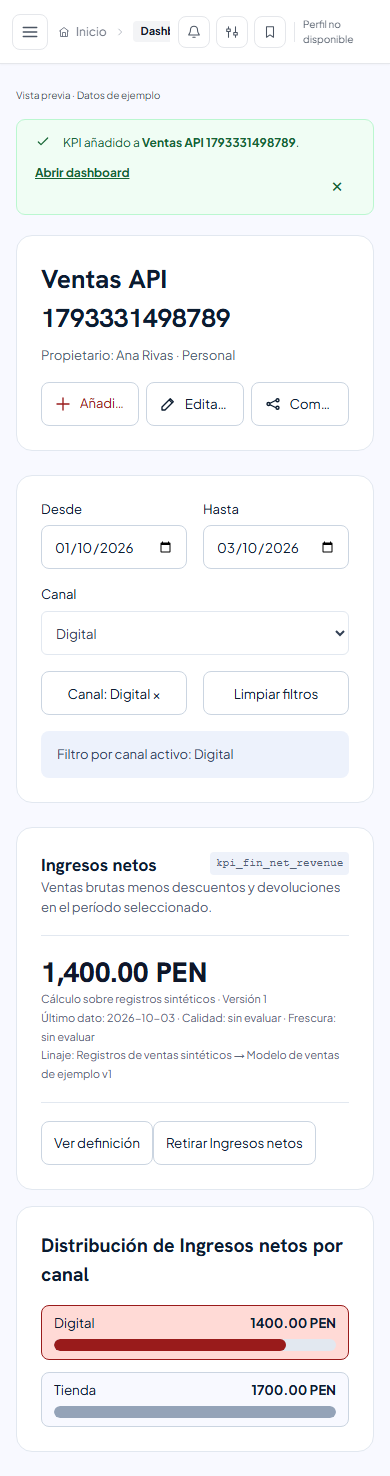 Inicio
Dashb
Perfil no
disponible
Vista previa · Datos de ejemplo
KPI añadido a Ventas API 1793331498789.
Abrir dashboard
×
Ventas API
1793331498789
Propietario: Ana Rivas · Personal
Añadi...
Edita...
Com...
Desde
Hasta
01/10/2026
03/10/2026
Canal
Digital
Canal: Digital ×
Limpiar filtros
Filtro por canal activo: Digital
Ingresos netos
kpi_fin_net_revenue
Ventas brutas menos descuentos y devoluciones
en el período seleccionado.
1,400.00 PEN
Cálculo sobre registros sintéticos · Versión 1
Último dato: 2026-10-03 · Calidad: sin evaluar · Frescura:
sin evaluar
Linaje: Registros de ventas sintéticos → Modelo de ventas
de ejemplo v1
Ver definición
Retirar Ingresos netos
Distribución de Ingresos netos por
canal
Digital
1400.00 PEN
Tienda
1700.00 PEN